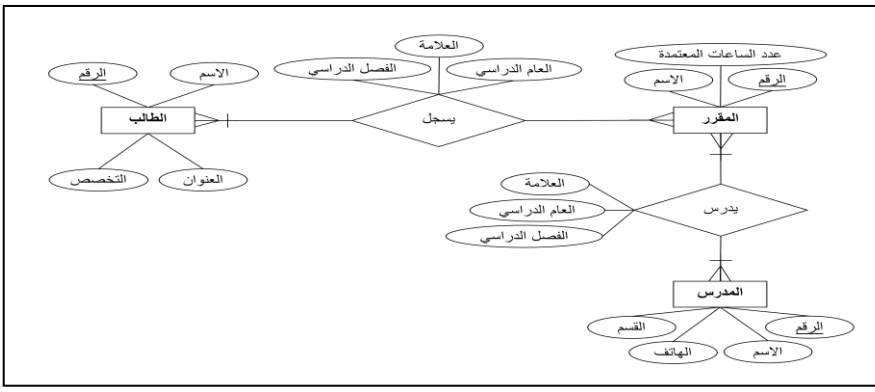 العلامة
العام الدراسي
الفصل الدراسي
عدد الساعات المعتمدة
الرقم
الاسم
الاسم
الرقم
المقرر
يسجل
الطالب
العنوان
التخصص
العلامة
العام الدراسي
الفصل الدراسي
يدرس
المدرس
الرقم
الاسم
الهاتف
القسم